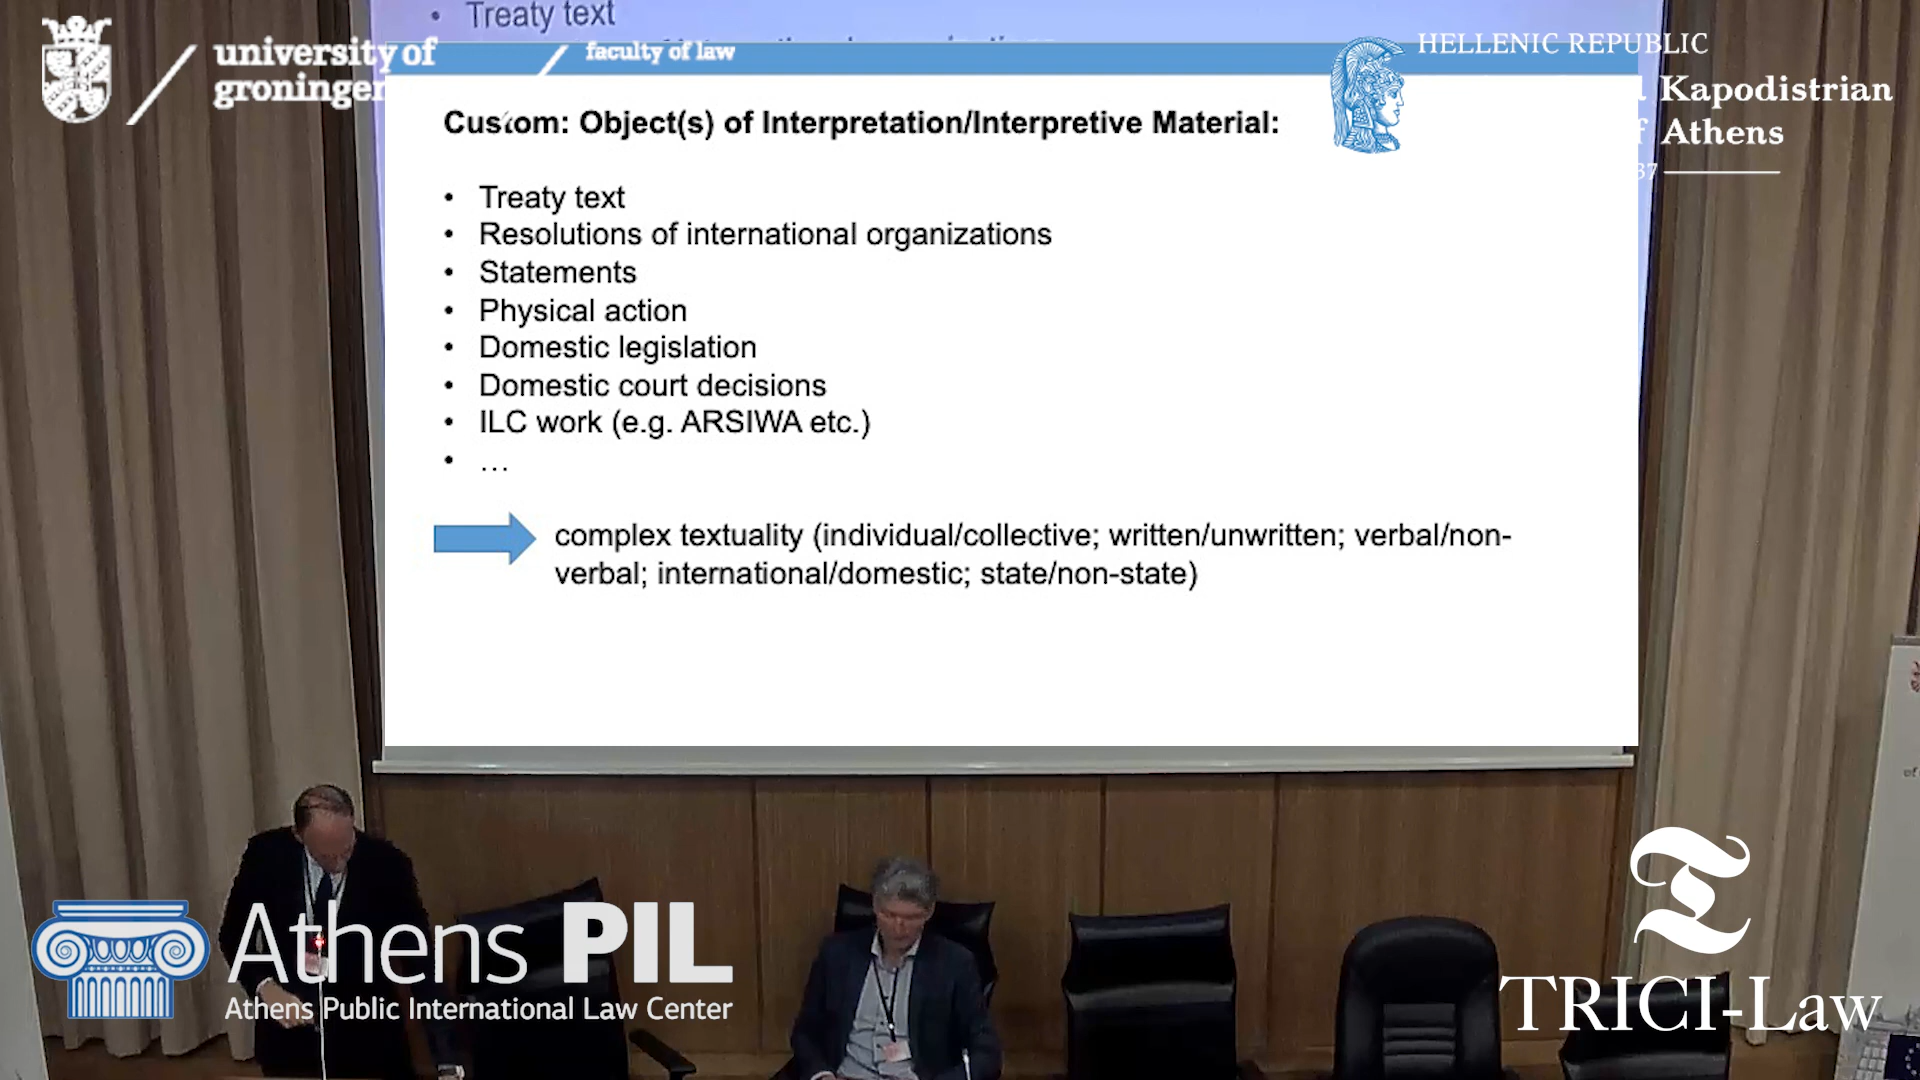 • Treaty text
university of
groningen
faculty of law
HELLENIC REPUBLIC
Kapodistrian
f Athens
37
Custom: Object(s) of Interpretation/Interpretive Material:
• Treaty text
• Resolutions of international organizations
• Statements
• Physical action
• Domestic legislation
• Domestic court decisions
• ILC work (e.g. ARSIWA etc.)
• …
complex textuality (individual/collective; written/unwritten; verbal/non-
verbal; international/domestic; state/non-state)
Athens PIL
Athens Public International Law Center
T
TRICI-Law